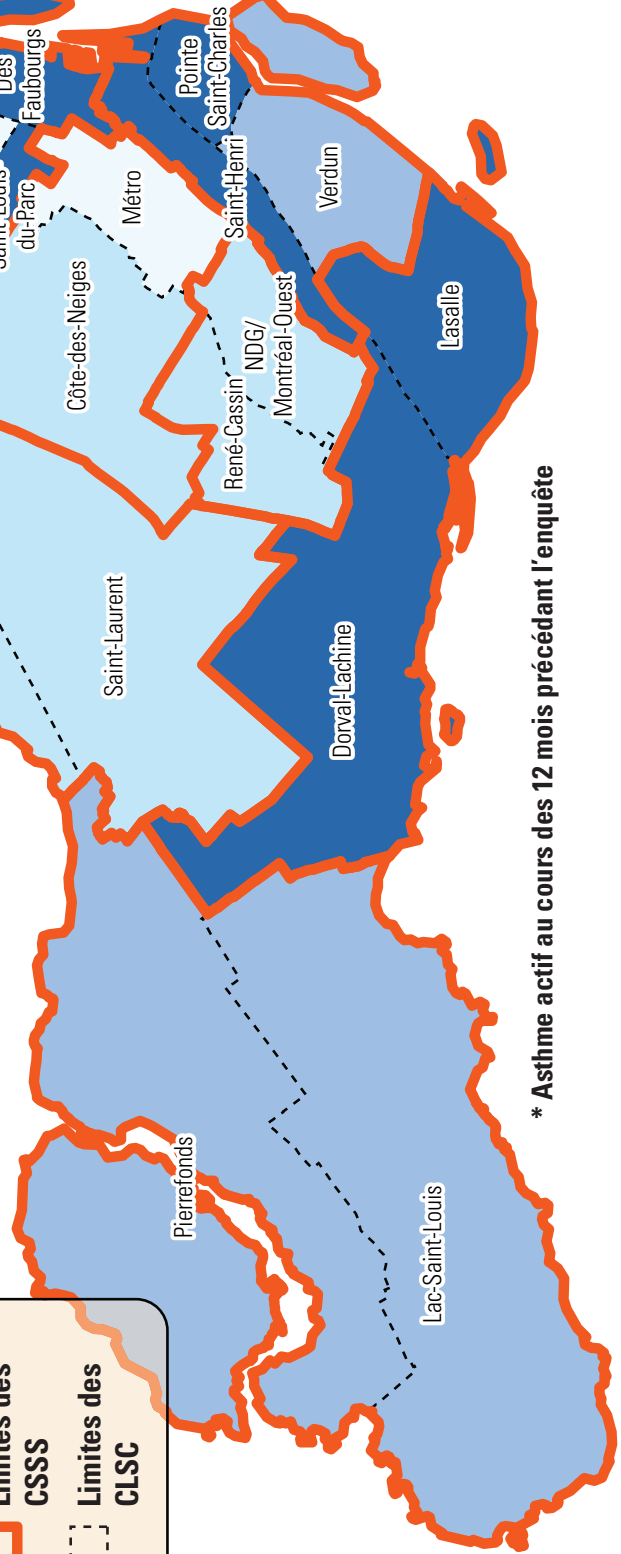 Des
Faubourgs
Saint-Louis
du-Parc
Pointe
Saint-Charles
Métro
Saint-Henri
Verdun
Côte-des-Neiges
NDG/
Montréal-Ouest
René-Cassin
Lasalle
Saint-Laurent
Dorval-Lachine
Pierrefonds
Lac-Saint-Louis
Limites des
CSSS
Limites des
CLSC
* Asthme actif au cours des 12 mois précédant l'enquête